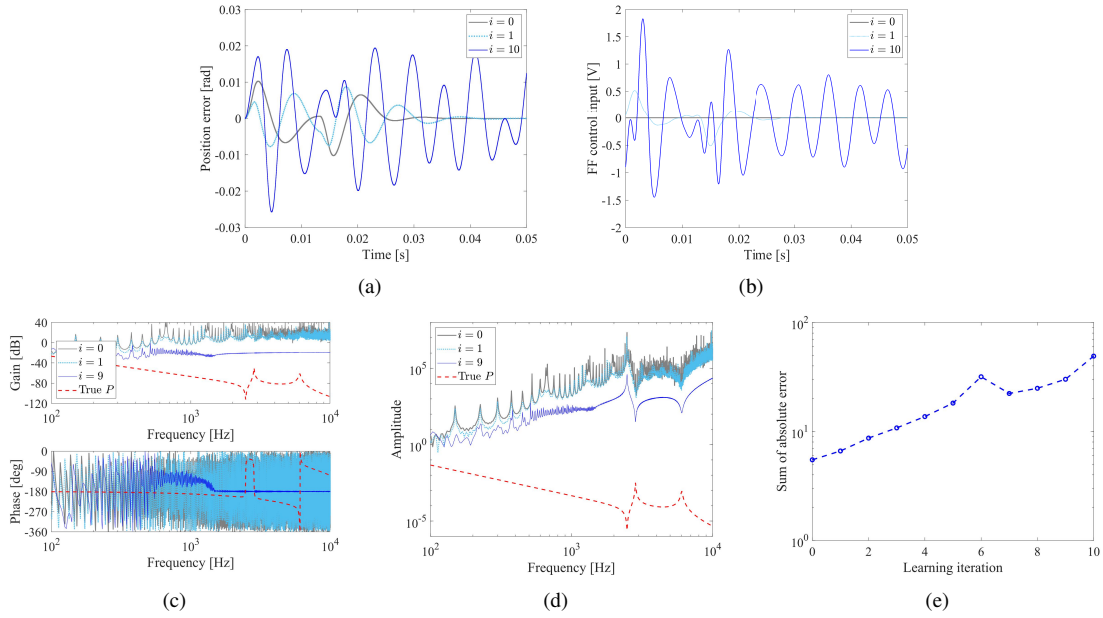 0.03
0.02
0.01
0
-0.01
-0.02
-0.03
Position error [rad]
i = 0
i = 1
i = 10
0 0.01 0.02 0.03 0.04 0.05
Time [s]
(a)
2
1.5
1
0.5
0
-0.5
-1
-1.5
-2
FF control input [V]
i = 0
i = 1
i = 10
0 0.01 0.02 0.03 0.04 0.05
Time [s]
(b)
40
0
-40
-80
-120
Gain [dB]
i = 0
i = 1
i = 9
True P
10^2 10^3 10^4
Frequency [Hz]
0
-90
-180
-270
-360
Phase [deg]
10^2 10^3 10^4
Frequency [Hz]
(c)
10^5
10^0
10^-5
Amplitude
i = 0
i = 1
i = 9
True P
10^2 10^3 10^4
Frequency [Hz]
(d)
10^2
10^1
10^0
Sum of absolute error
0 2 4 6 8 10
Learning iteration
(e)